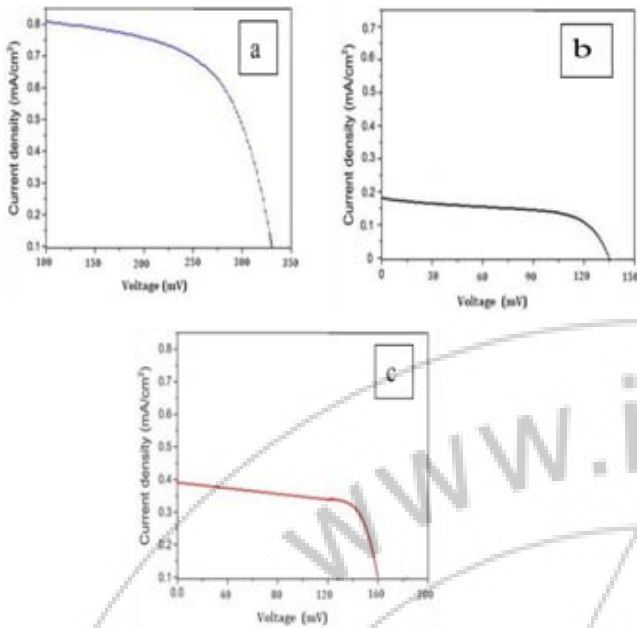 a
Current density (mA/cm²)
0.8
0.7
0.6
0.5
0.4
0.3
0.2
0.1
100 150 200 250 300 350
Voltage (mV)
b
Current density (mA/cm²)
0.7
0.6
0.5
0.4
0.3
0.2
0.1
0
0 30 60 90 120 150
Voltage (mV)
c
Current density (mA/cm²)
0.8
0.7
0.6
0.5
0.4
0.3
0.2
0.1
0.0 40 80 120 160 200
Voltage (mV)
www.i